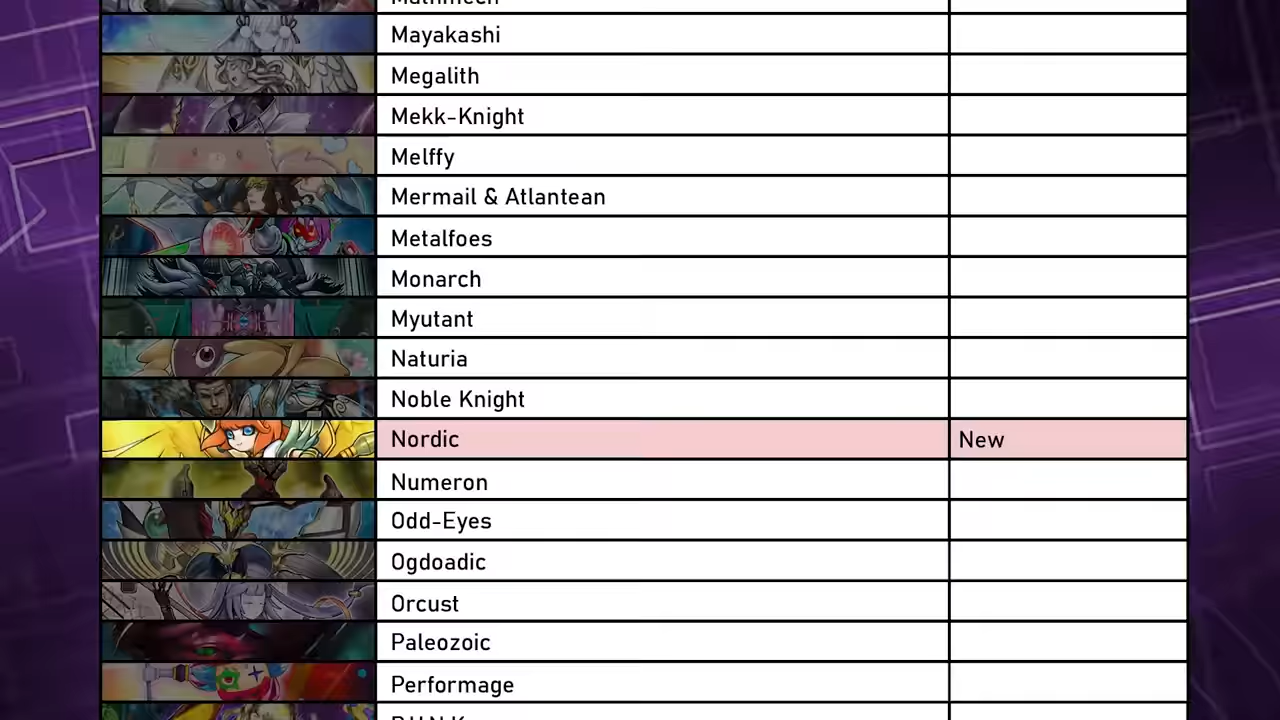 Mathmech
Mayakashi
Megalith
Mekk-Knight
Melffy
Mermail & Atlantean
Metalfoes
Monarch
Myutant
Naturia
Noble Knight
Nordic New
Numeron
Odd-Eyes
Ogdoadic
Orcust
Paleozoic
Performage
P.U.N.K.